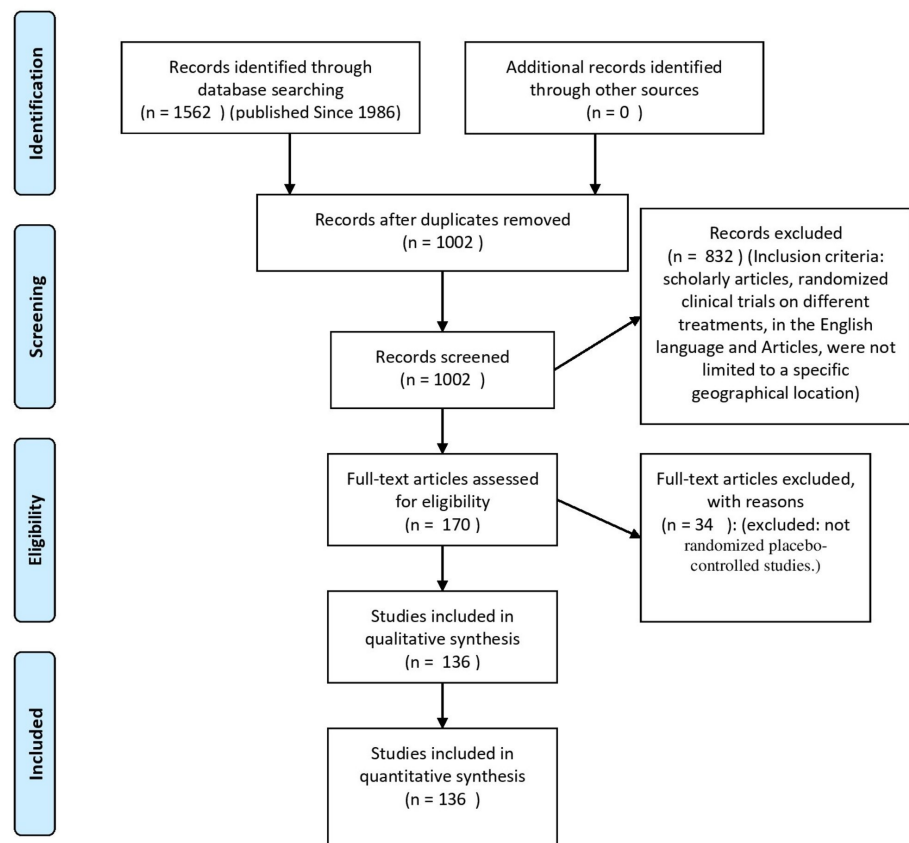 Identification
Records identified through
database searching
(n = 1562  ) (published Since 1986)
Additional records identified
through other sources
(n = 0  )
Records after duplicates removed
(n = 1002  )
Screening
Records screened
(n = 1002  )
Records excluded
(n =  832 ) (Inclusion criteria:
scholarly articles, randomized
clinical trials on different
treatments, in the English
language and Articles, were not
limited to a specific
geographical location)
Eligibility
Full-text articles assessed
for eligibility
(n =  170 )
Full-text articles excluded,
with reasons
(n = 34   ): (excluded: not
randomized placebo-
controlled studies.)
Studies included in
qualitative synthesis
(n =  136 )
Included
Studies included in
quantitative synthesis
(n = 136  )